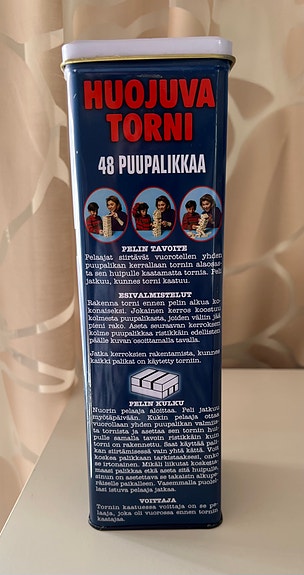 HUOJUVA
TORNI
48 PUUPALIKKAA
PELIN TAVOITE
Pelaajat siirtävät vuorotellen yhden
puupalikan kerrallaan tornin alaosas-
ta sen huipulle kaatamatta tornia. Peli
jatkuu, kunnes torni kaatuu.
ESIVALMISTELUT
Rakenna torni ennen pelin alkua ko-
konaiseksi. Jokainen kerros koostuu
kolmesta puupalikasta, joiden väliin jää
pieni rako. Aseta seuraavan kerroksen
kolme palikkaa ristikkäin edellisten
päälle kuvan osoittamalla tavalla.
Jatka kerroksien rakentamista, kunnes
kaikki palikat on käytetty torniin.
PELIN KULKU
Nuorin pelaaja aloittaa. Peli jatkuu
myötäpäivään. Kukin pelaaja ottaa
vuorollaan yhden puupalikan valmiis-
ta tornista ja asettaa sen tornin hui-
pulle samalla tavoin ristikkäin kuin
torni on rakennettu. Saat käyttää pali-
kan siirtämisessä vain yhtä kättä. Voit
koskea palikkaan tarkistaaksesi, onko
se irtonainen. Mikäli liikutat kosketta-
maasi palikkaa etkä aseta sitä huipulle,
sinun on asetettava se takaisin alkupe-
räiselle paikalleen. Vasemmalla puolel-
lasi istuva pelaaja jatkaa.
VOITTAJA
Tornin kaatuessa voittaja on se pe-
laaja, joka oli vuorossa ennen tornin
kaatajaa.